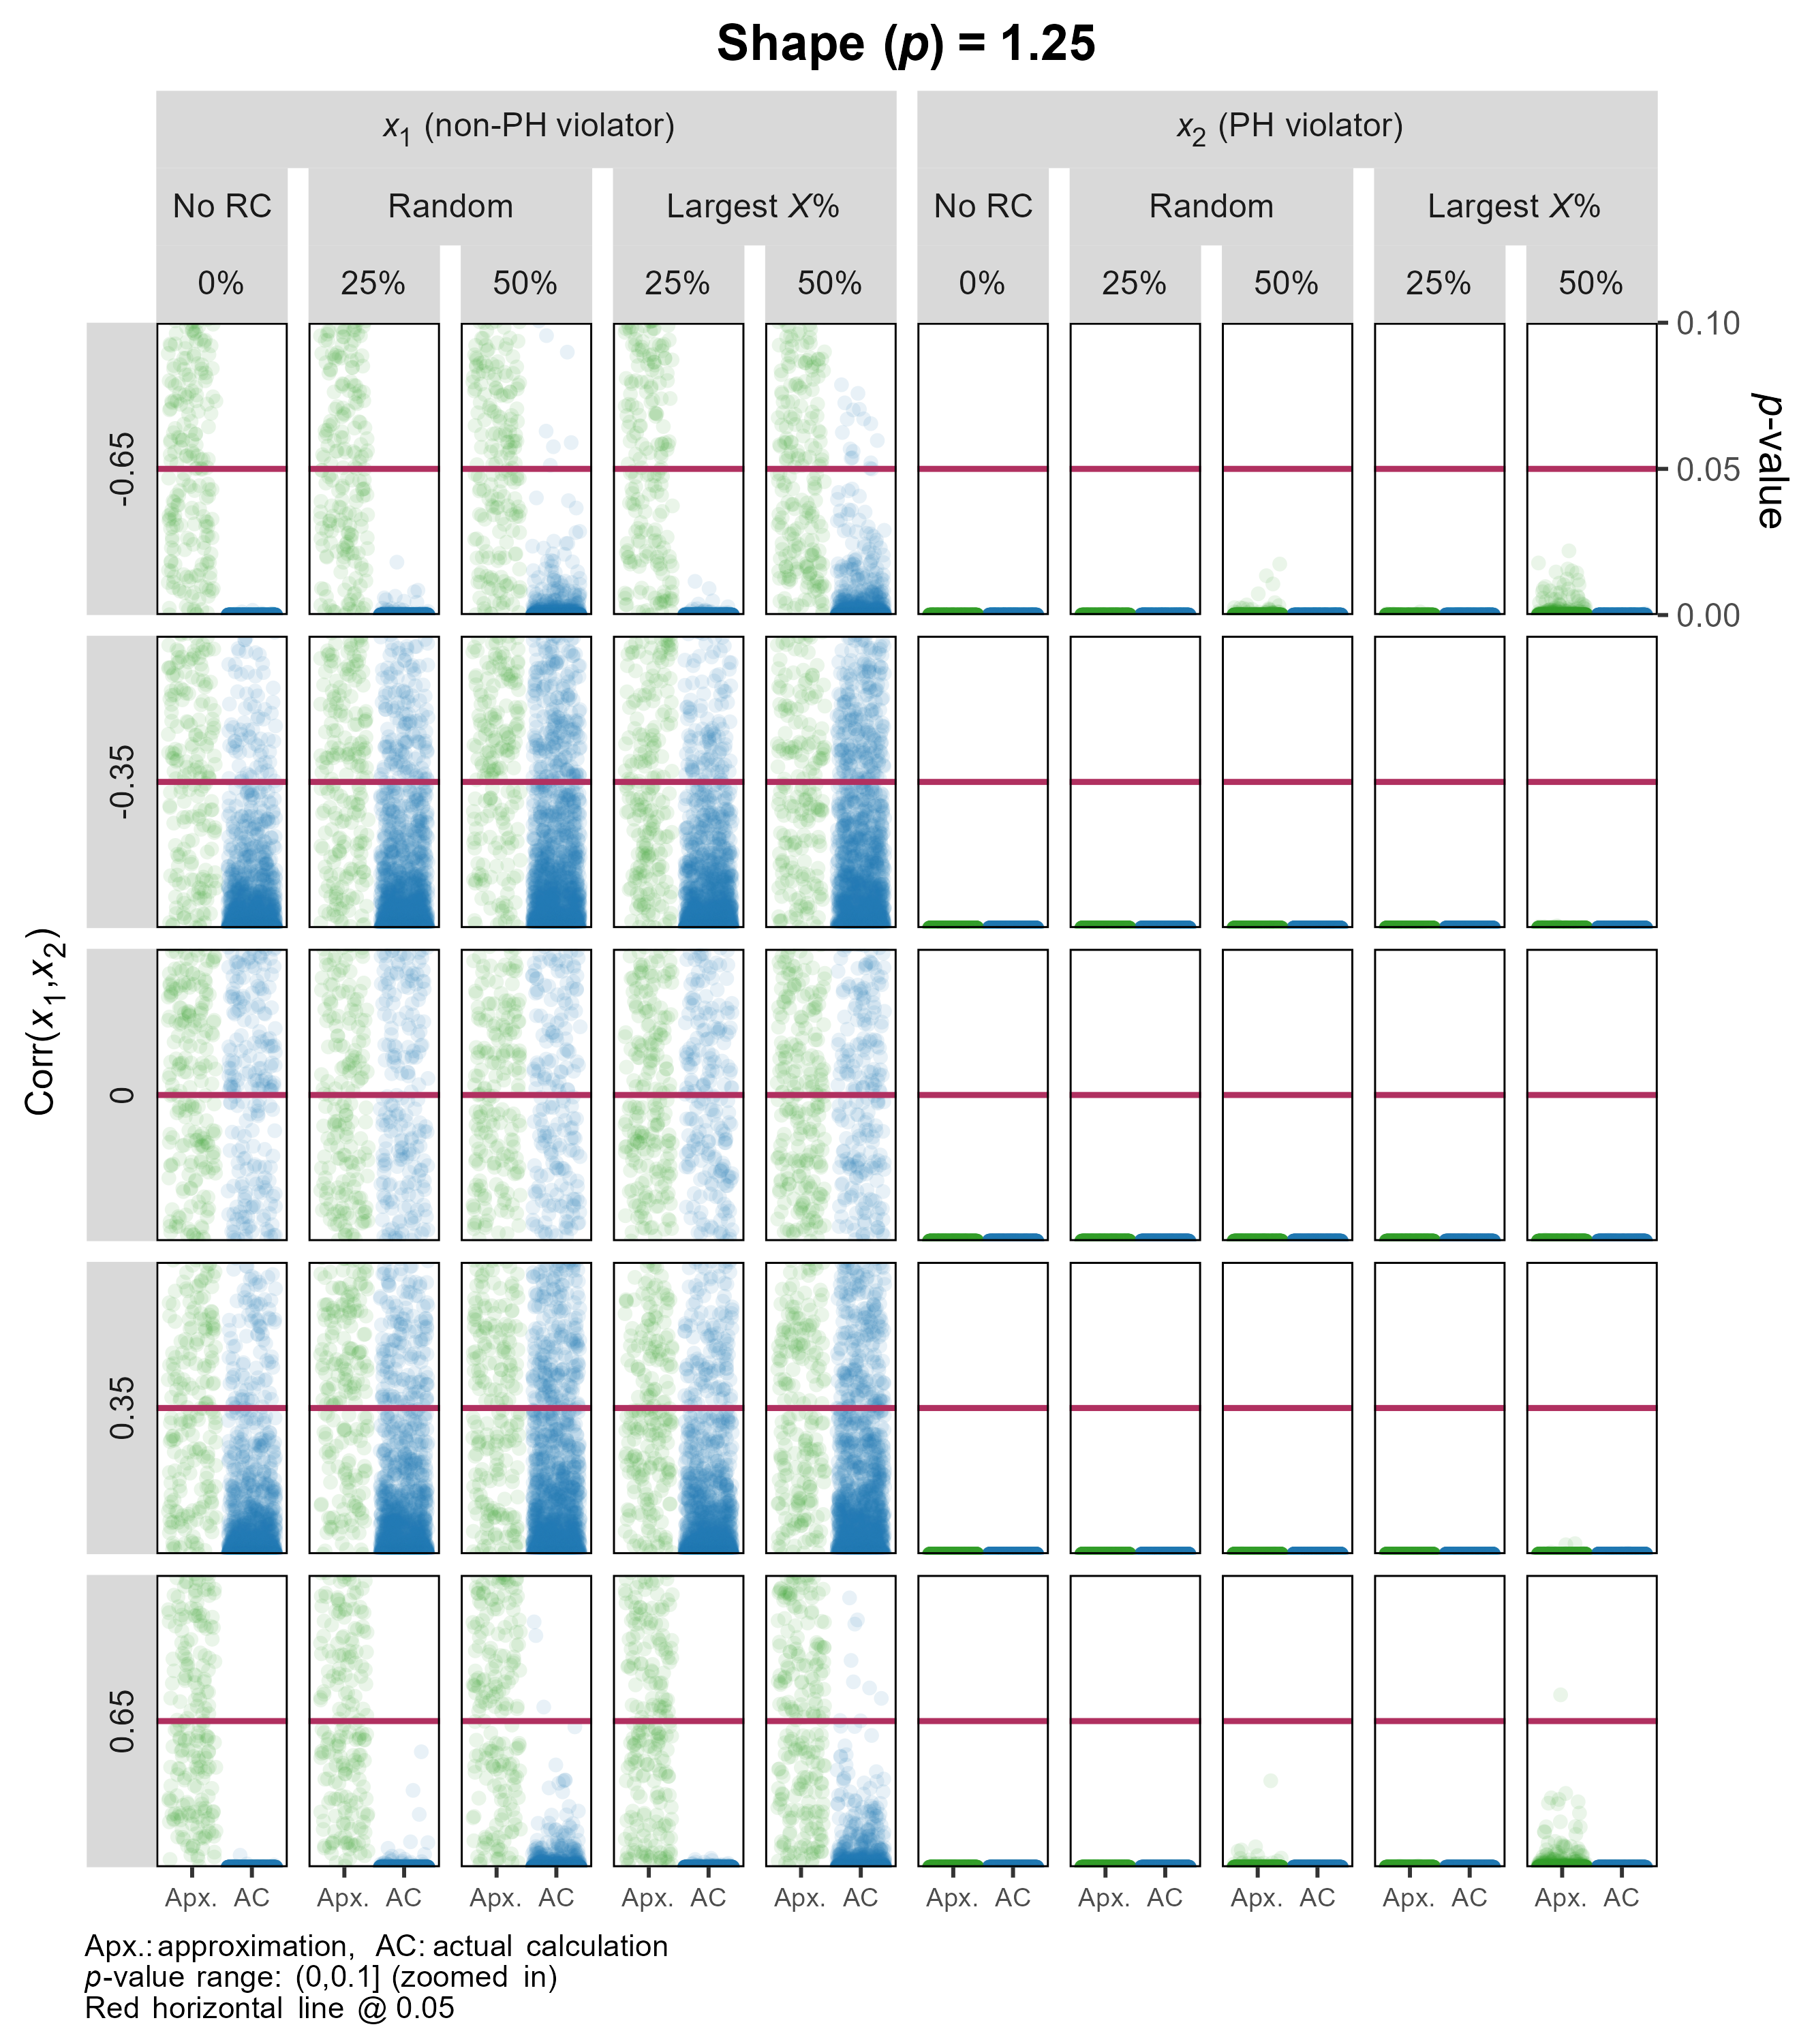 Shape (p) = 1.25
x1 (non-PH violator) x2 (PH violator)
No RC Random Largest X% No RC Random Largest X%
0% 25% 50% 25% 50% 0% 25% 50% 25% 50%
-0.65
-0.35
0
0.35
0.65
Corr(x1,x2)
0.10
0.05
0.00
p-value
Apx. AC Apx. AC Apx. AC Apx. AC Apx. AC Apx. AC Apx. AC Apx. AC Apx. AC Apx. AC
Apx.: approximation, AC: actual calculation
p-value range: (0,0.1] (zoomed in)
Red horizontal line @ 0.05